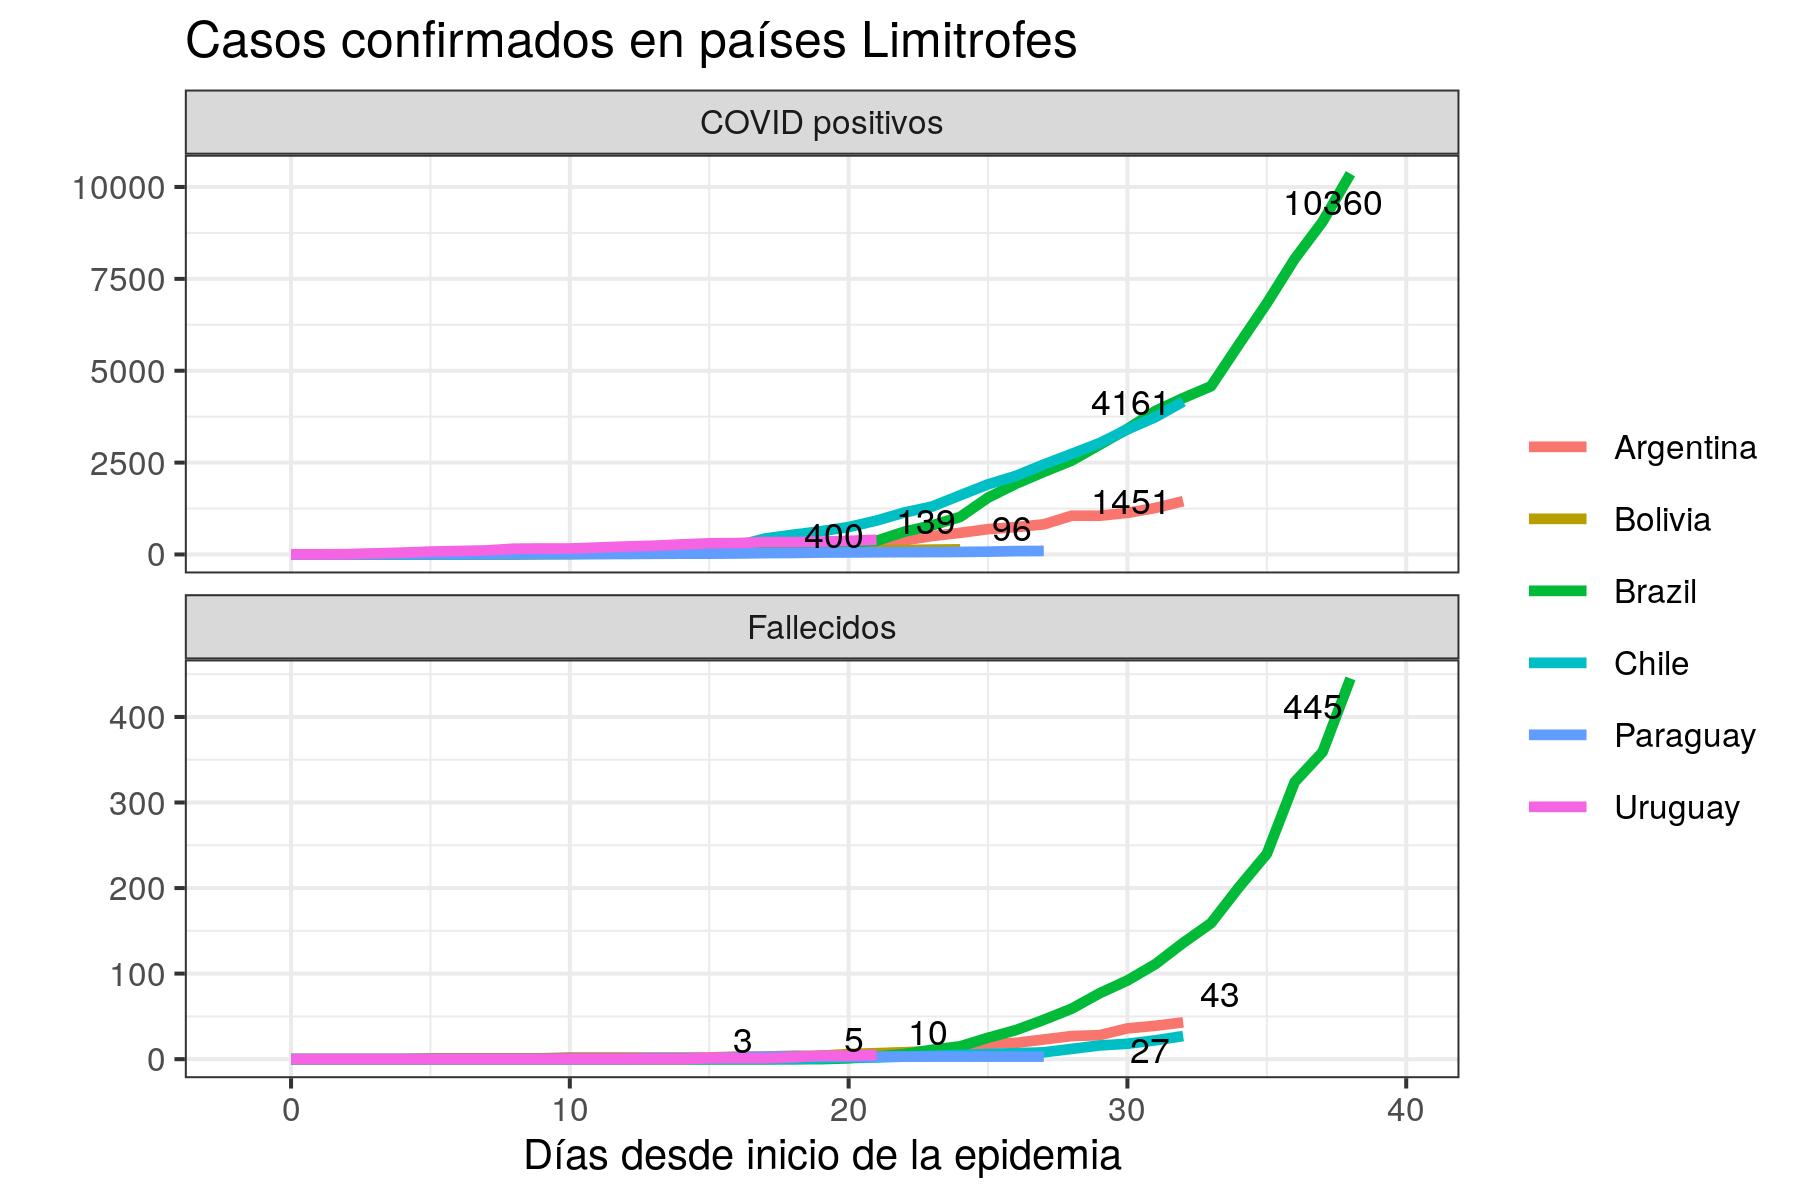 Casos confirmados en países Limitrofes
COVID positivos
10000
7500
5000
2500
0
10360
4161
1451
400
139
96
Fallecidos
400
300
200
100
0
445
43
3
5
10
27
0
10
20
30
40
Días desde inicio de la epidemia
Argentina
Bolivia
Brazil
Chile
Paraguay
Uruguay